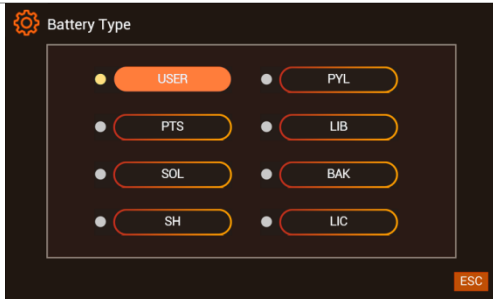 Battery Type
USER
PYL
PTS
LIB
SOL
BAK
SH
LIC
ESC